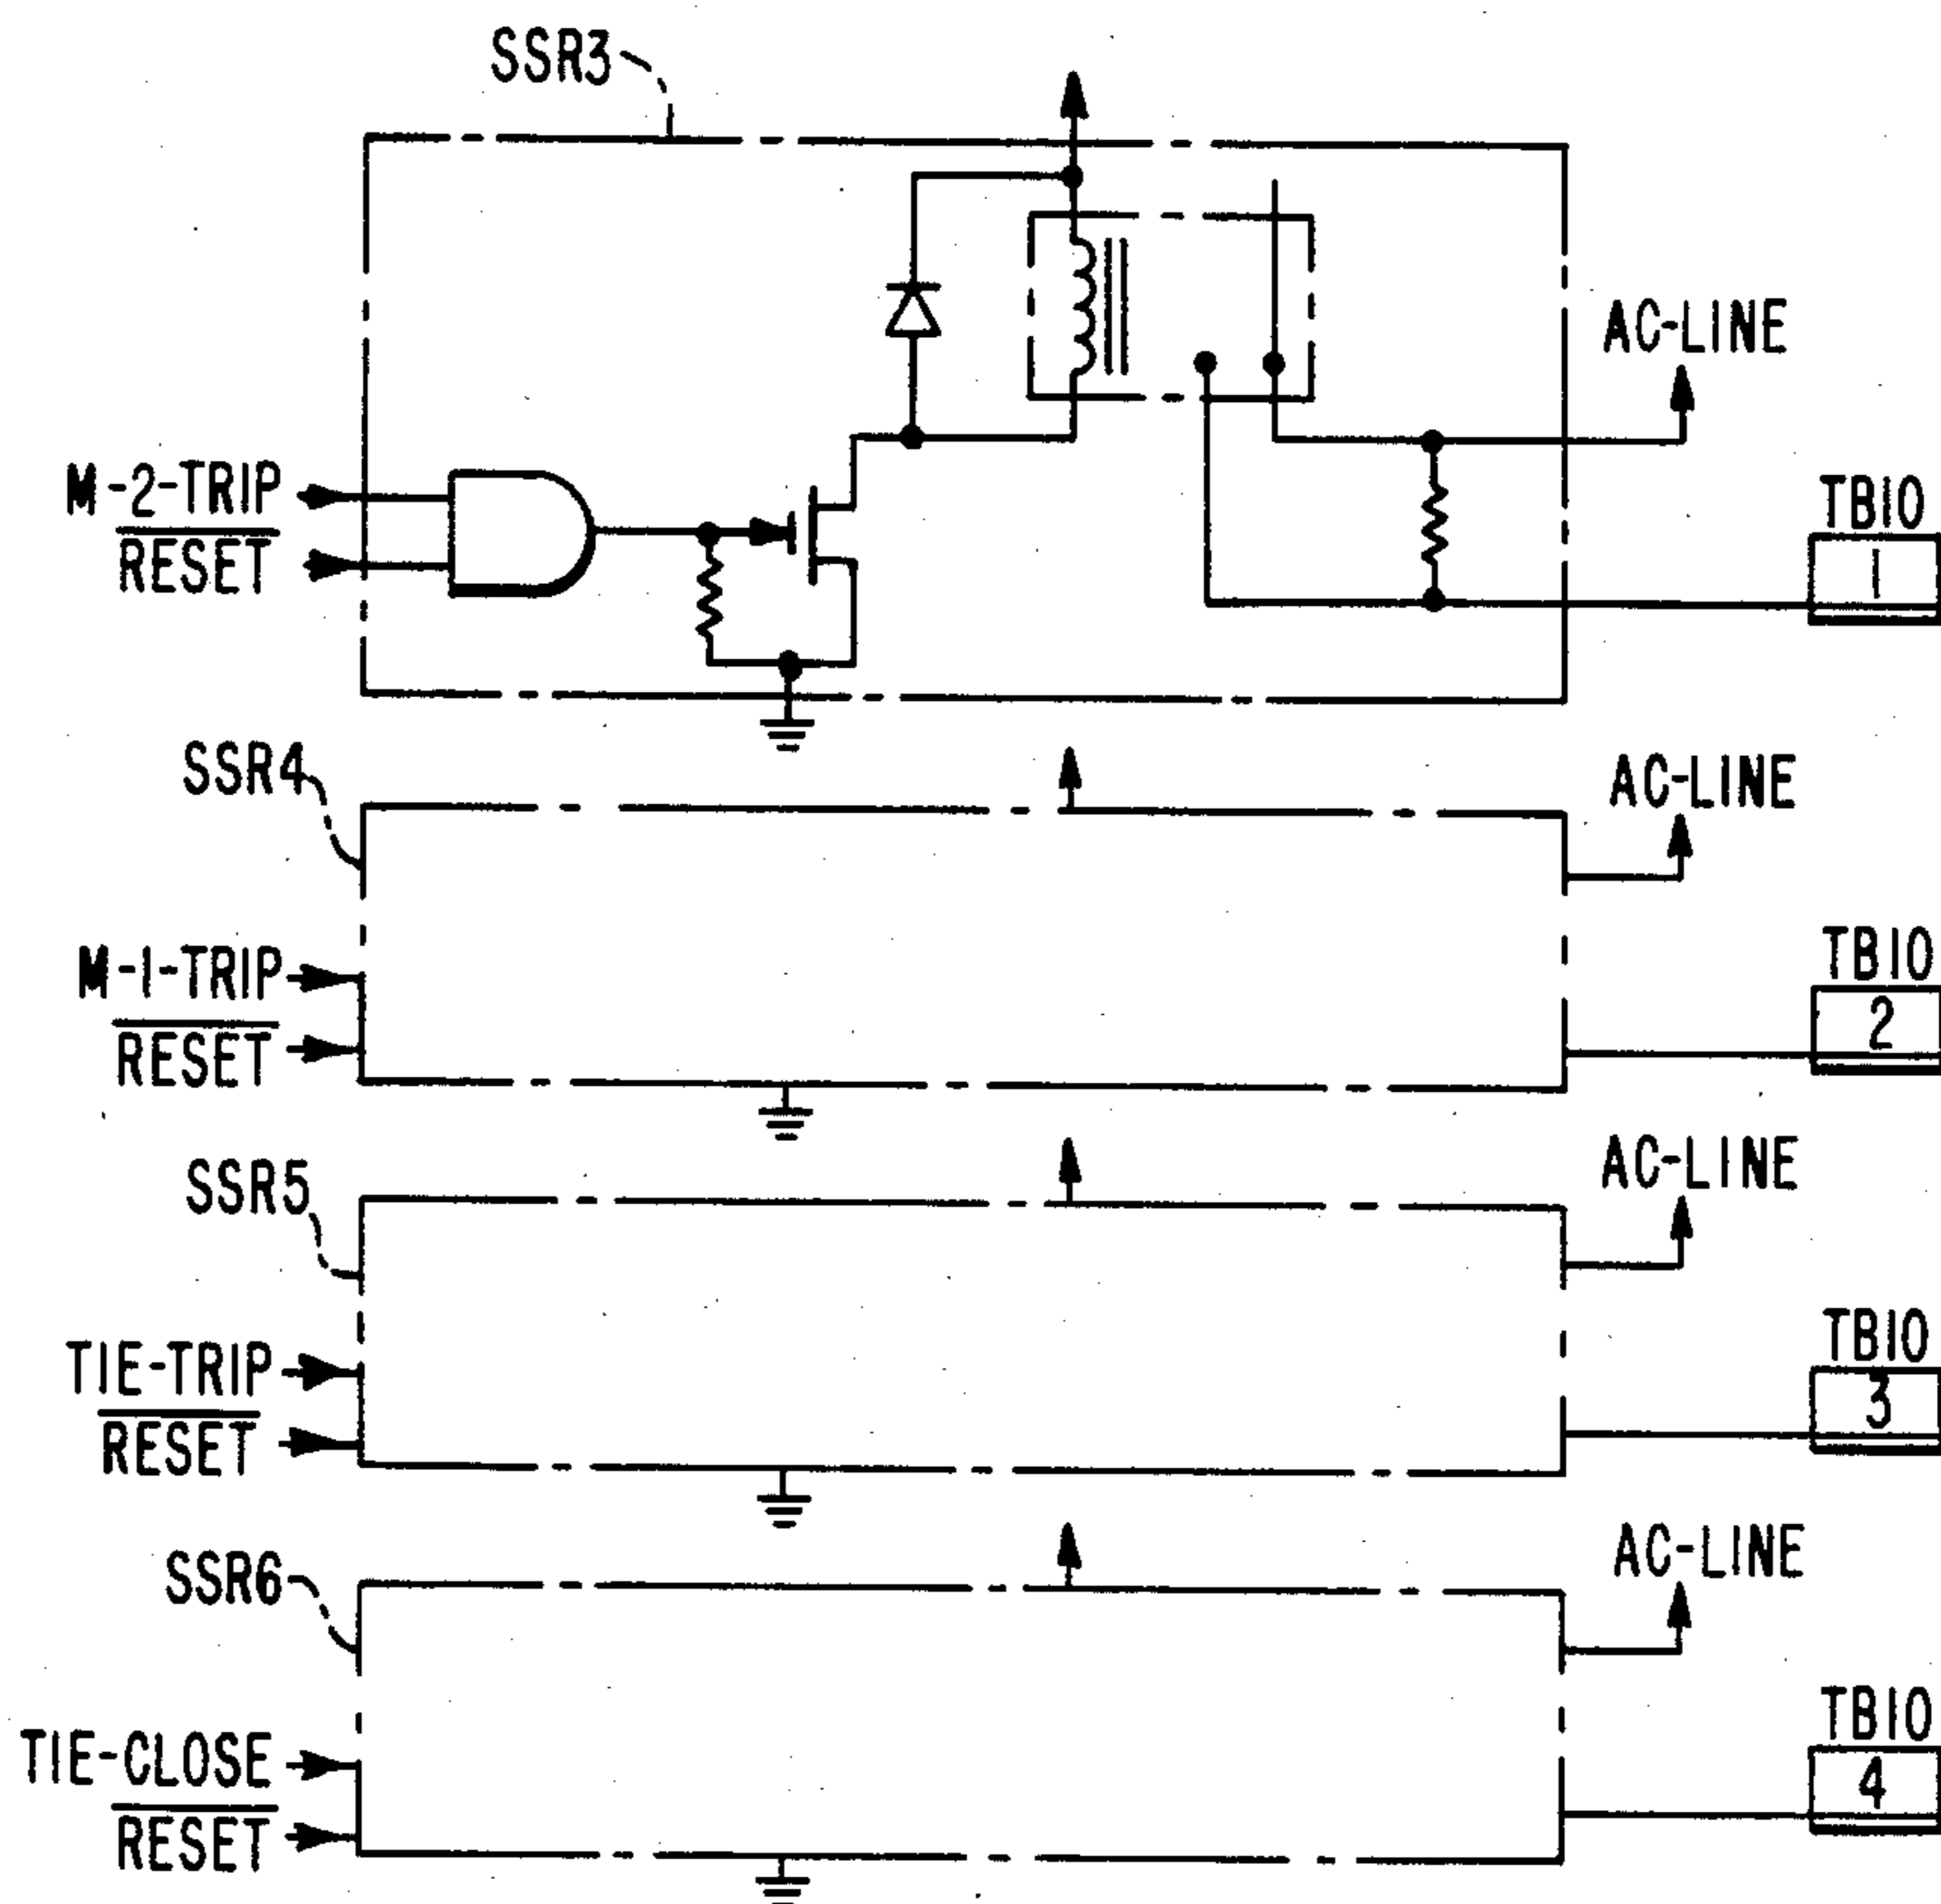 SSR3
AC-LINE
M-2-TRIP
RESET
TB10
1
SSR4
AC-LINE
M-1-TRIP
RESET
TB10
2
SSR5
AC-LINE
TIE-TRIP
RESET
TB10
3
SSR6
AC-LINE
TIE-CLOSE
RESET
TB10
4